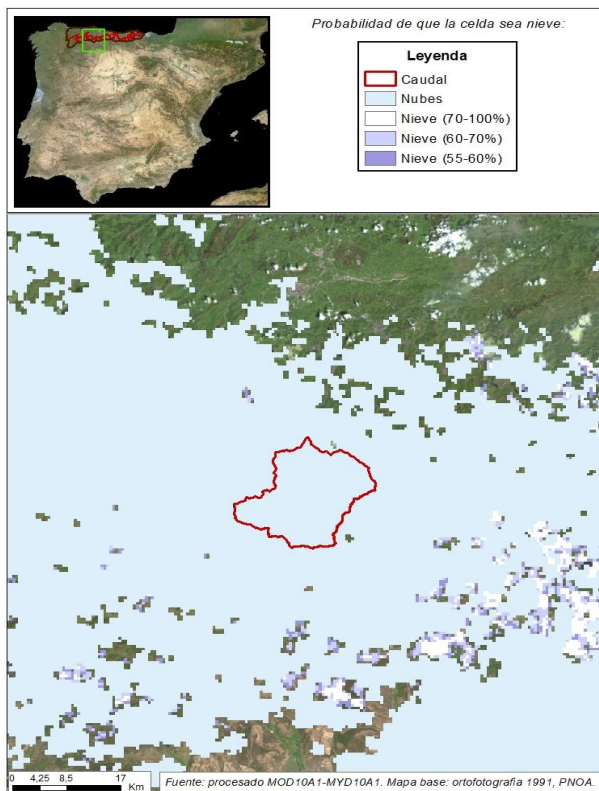 Probabilidad de que la celda sea nieve:
Leyenda
Caudal
Nubes
Nieve (70-100%)
Nieve (60-70%)
Nieve (55-60%)
0 4,25 8,5 17
Km
Fuente: procesado MOD10A1-MYD10A1. Mapa base: ortofotografia 1991, PNOA.